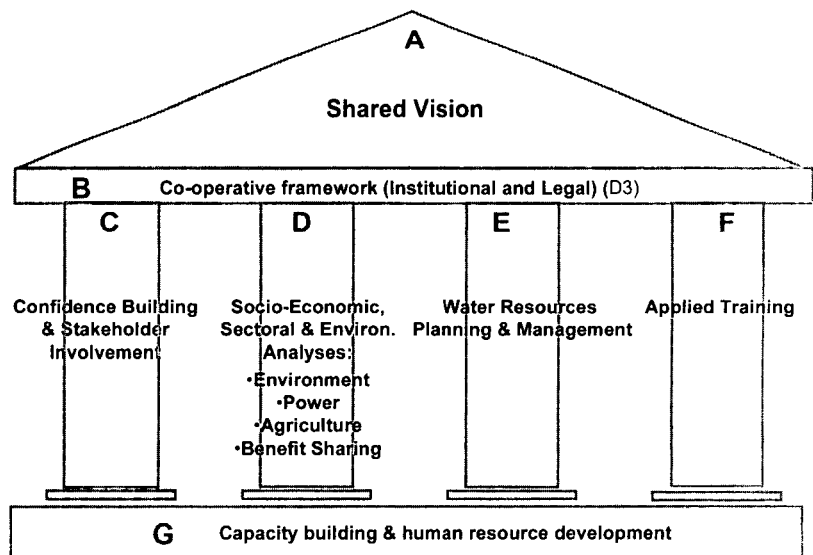 A
Shared Vision
B Co-operative framework (Institutional and Legal) (D3)
C
Confidence Building
& Stakeholder
Involvement
D
Socio-Economic,
Sectoral & Environ.
Analyses:
•Environment
•Power
•Agriculture
•Benefit Sharing
E
Water Resources
Planning & Management
F
Applied Training
G Capacity building & human resource development